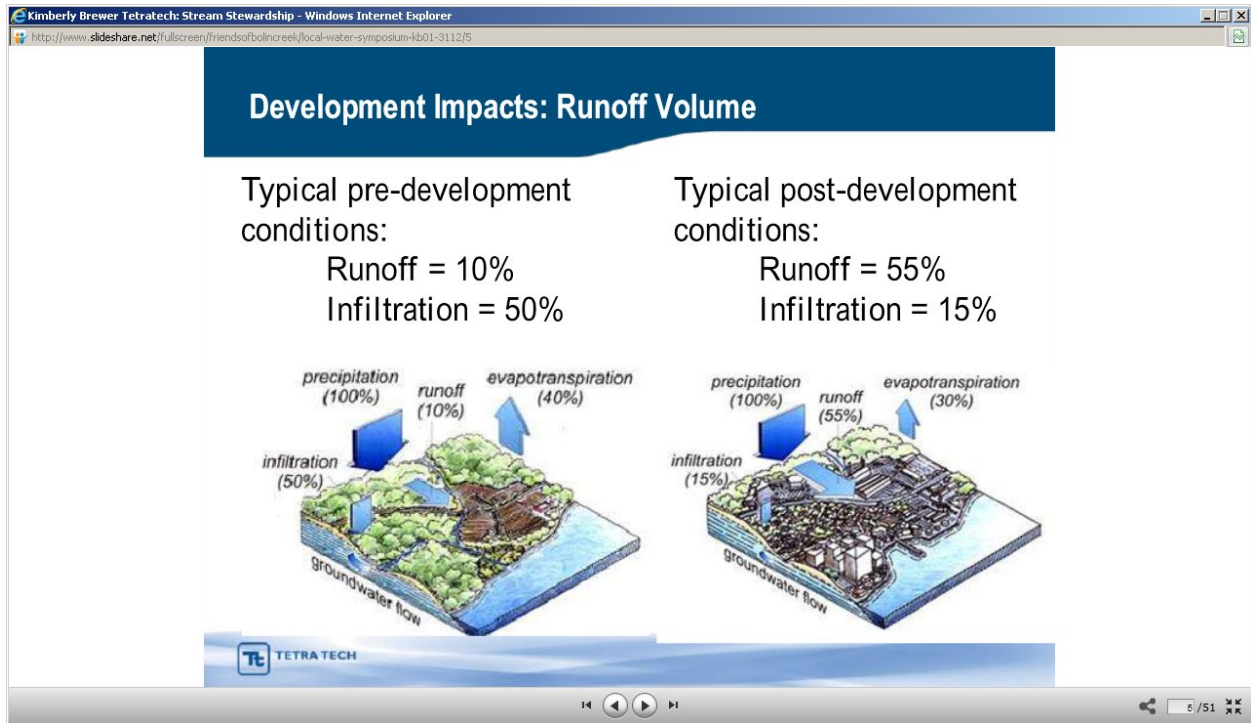 Kimberly Brewer Tetratech: Stream Stewardship - Windows Internet Explorer
http://www.slideshare.net/fullscreen/friendsofbolincreek/local-water-symposium-kb01-3112/5
Development Impacts: Runoff Volume
Typical pre-development
conditions:
Runoff = 10%
Infiltration = 50%
Typical post-development
conditions:
Runoff = 55%
Infiltration = 15%
precipitation
(100%)
runoff
(10%)
evapotranspiration
(40%)
infiltration
(50%)
groundwater flow
precipitation
(100%)
runoff
(55%)
evapotranspiration
(30%)
infiltration
(15%)
groundwater flow
Tt TETRA TECH
5/51